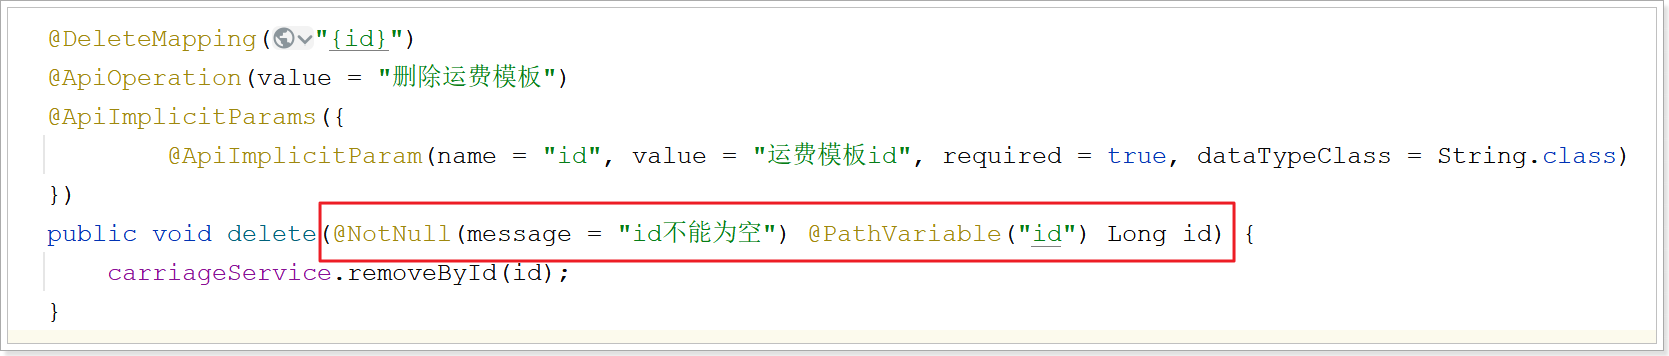 @DeleteMapping("{id}")
@ApiOperation(value = "删除运费模板")
@ApiImplicitParams({
@ApiImplicitParam(name = "id", value = "运费模板id", required = true, dataTypeClass = String.class)
})
public void delete(@NotNull(message = "id不能为空") @PathVariable("id") Long id) {
carriageService.removeById(id);
}